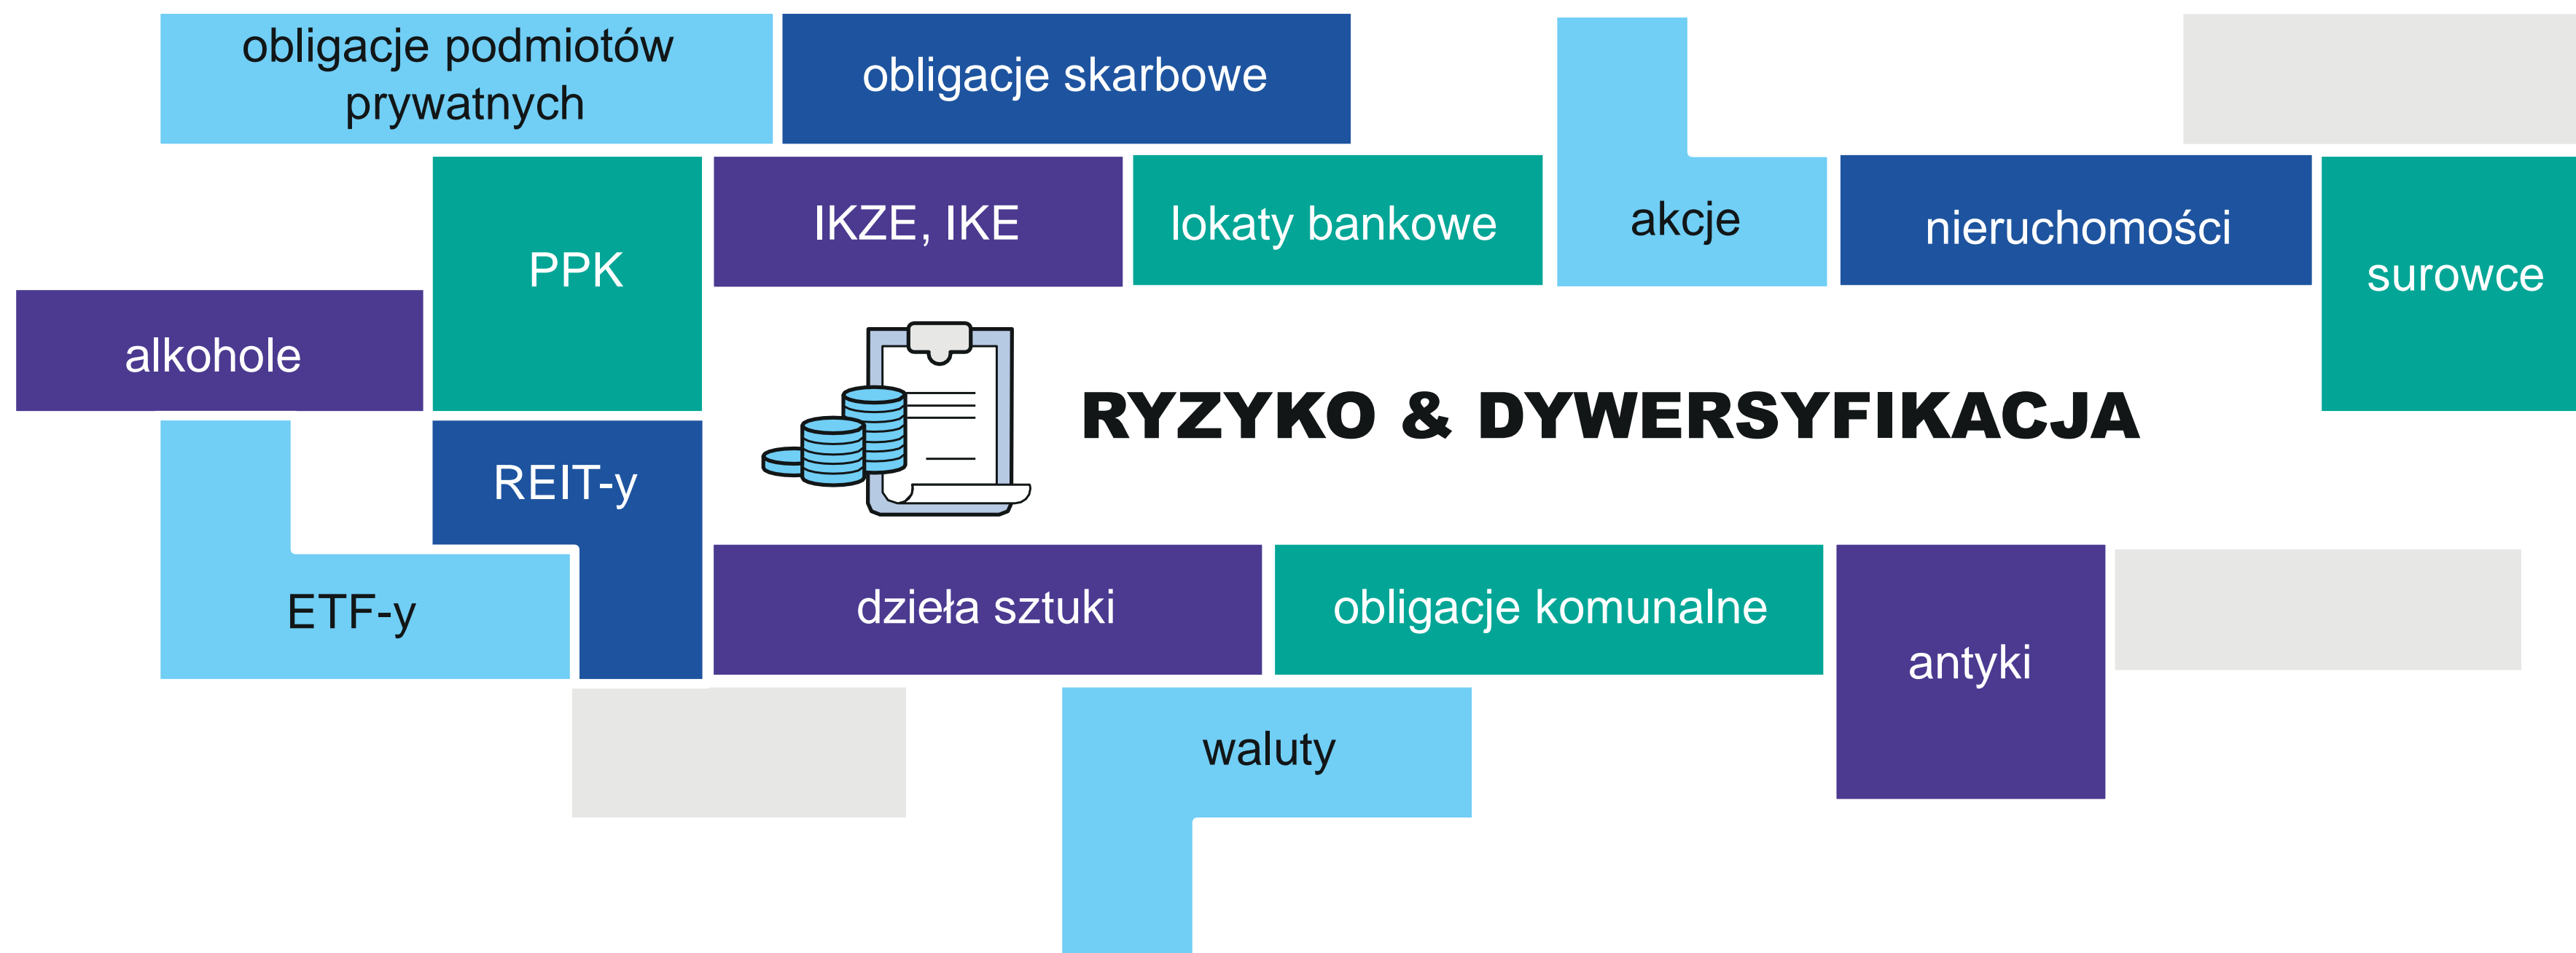 obligacje podmiotów
prywatnych
obligacje skarbowe
PPK
IKZE, IKE
lokaty bankowe
akcje
nieruchomości
surowce
alkohole
RYZYKO & DYWERSYFIKACJA
REIT-y
ETF-y
dzieła sztuki
obligacje komunalne
antyki
waluty